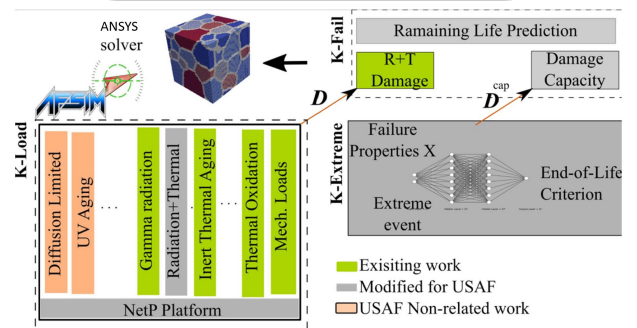 ANSYS
solver
AFSIM
K-Fail
Ramaining Life Prediction
R+T
Damage
Damage
Capacity
D
D cap
K-Load
Diffusion Limited
UV Aging
. . .
Gamma radiation
Radiation+Thermal
Inert Thermal Aging
. . .
Thermal Oxidation
Mech. Loads
NetP Platform
K-Extreme
Failure
Properties X
Extreme
event
End-of-Life
Criterion
Exisiting work
Modified for USAF
USAF Non-related work